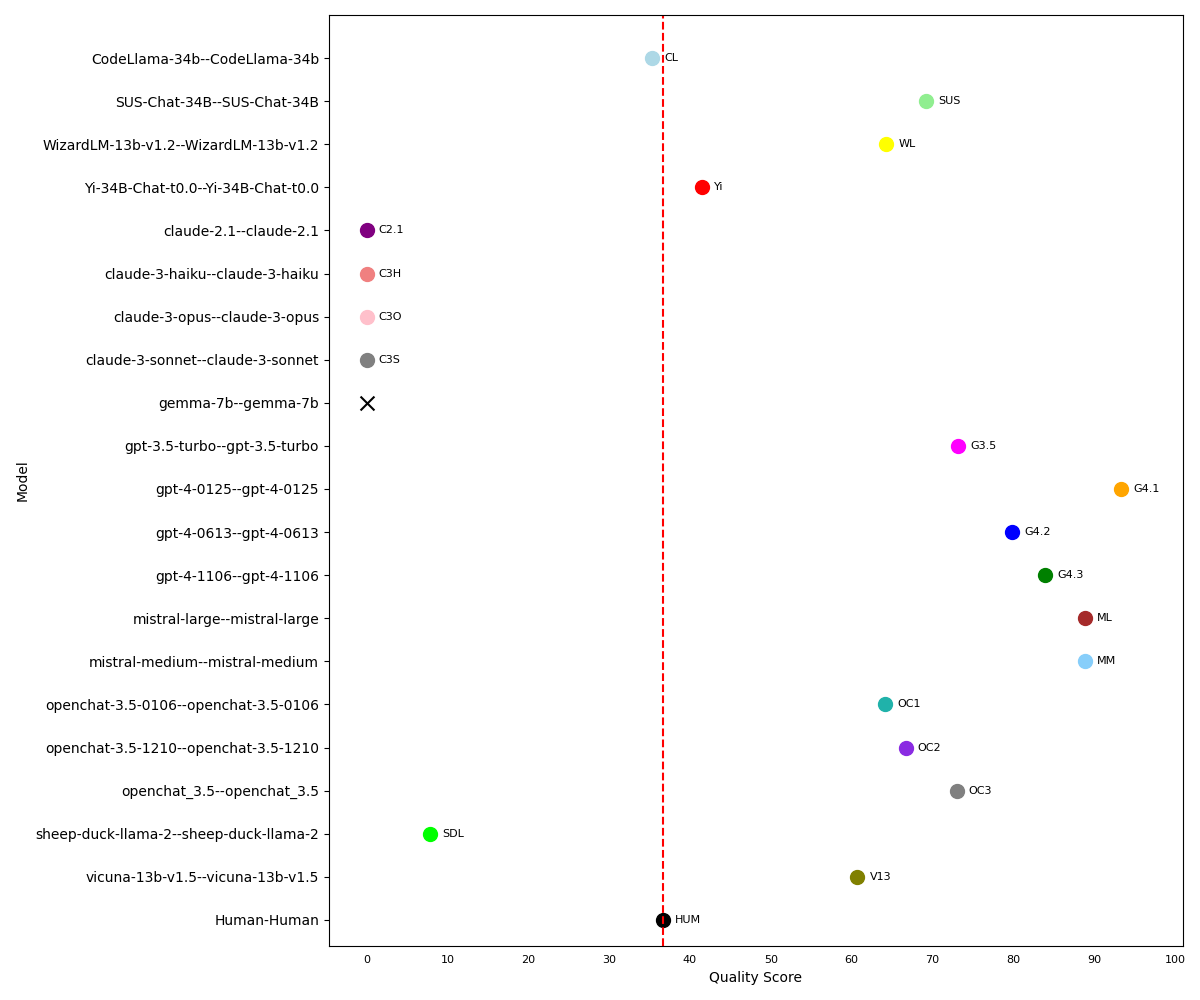 CodeLlama-34b--CodeLlama-34b
CL
SUS-Chat-34B--SUS-Chat-34B
SUS
WizardLM-13b-v1.2--WizardLM-13b-v1.2
WL
Yi-34B-Chat-t0.0--Yi-34B-Chat-t0.0
Yi
claude-2.1--claude-2.1
C2.1
claude-3-haiku--claude-3-haiku
C3H
claude-3-opus--claude-3-opus
C3O
claude-3-sonnet--claude-3-sonnet
C3S
gemma-7b--gemma-7b
gpt-3.5-turbo--gpt-3.5-turbo
G3.5
Model
gpt-4-0125--gpt-4-0125
G4.1
gpt-4-0613--gpt-4-0613
G4.2
gpt-4-1106--gpt-4-1106
G4.3
mistral-large--mistral-large
ML
mistral-medium--mistral-medium
MM
openchat-3.5-0106--openchat-3.5-0106
OC1
openchat-3.5-1210--openchat-3.5-1210
OC2
openchat_3.5--openchat_3.5
OC3
sheep-duck-llama-2--sheep-duck-llama-2
SDL
vicuna-13b-v1.5--vicuna-13b-v1.5
V13
Human-Human
HUM
0 10 20 30 40 50 60 70 80 90 100
Quality Score